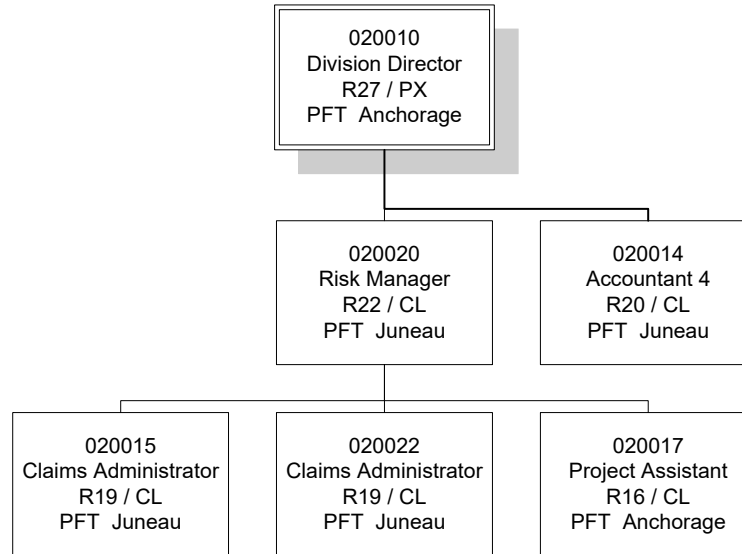 020010
Division Director
R27 / PX
PFT Anchorage
020020
Risk Manager
R22 / CL
PFT Juneau
020014
Accountant 4
R20 / CL
PFT Juneau
020015
Claims Administrator
R19 / CL
PFT Juneau
020022
Claims Administrator
R19 / CL
PFT Juneau
020017
Project Assistant
R16 / CL
PFT Anchorage